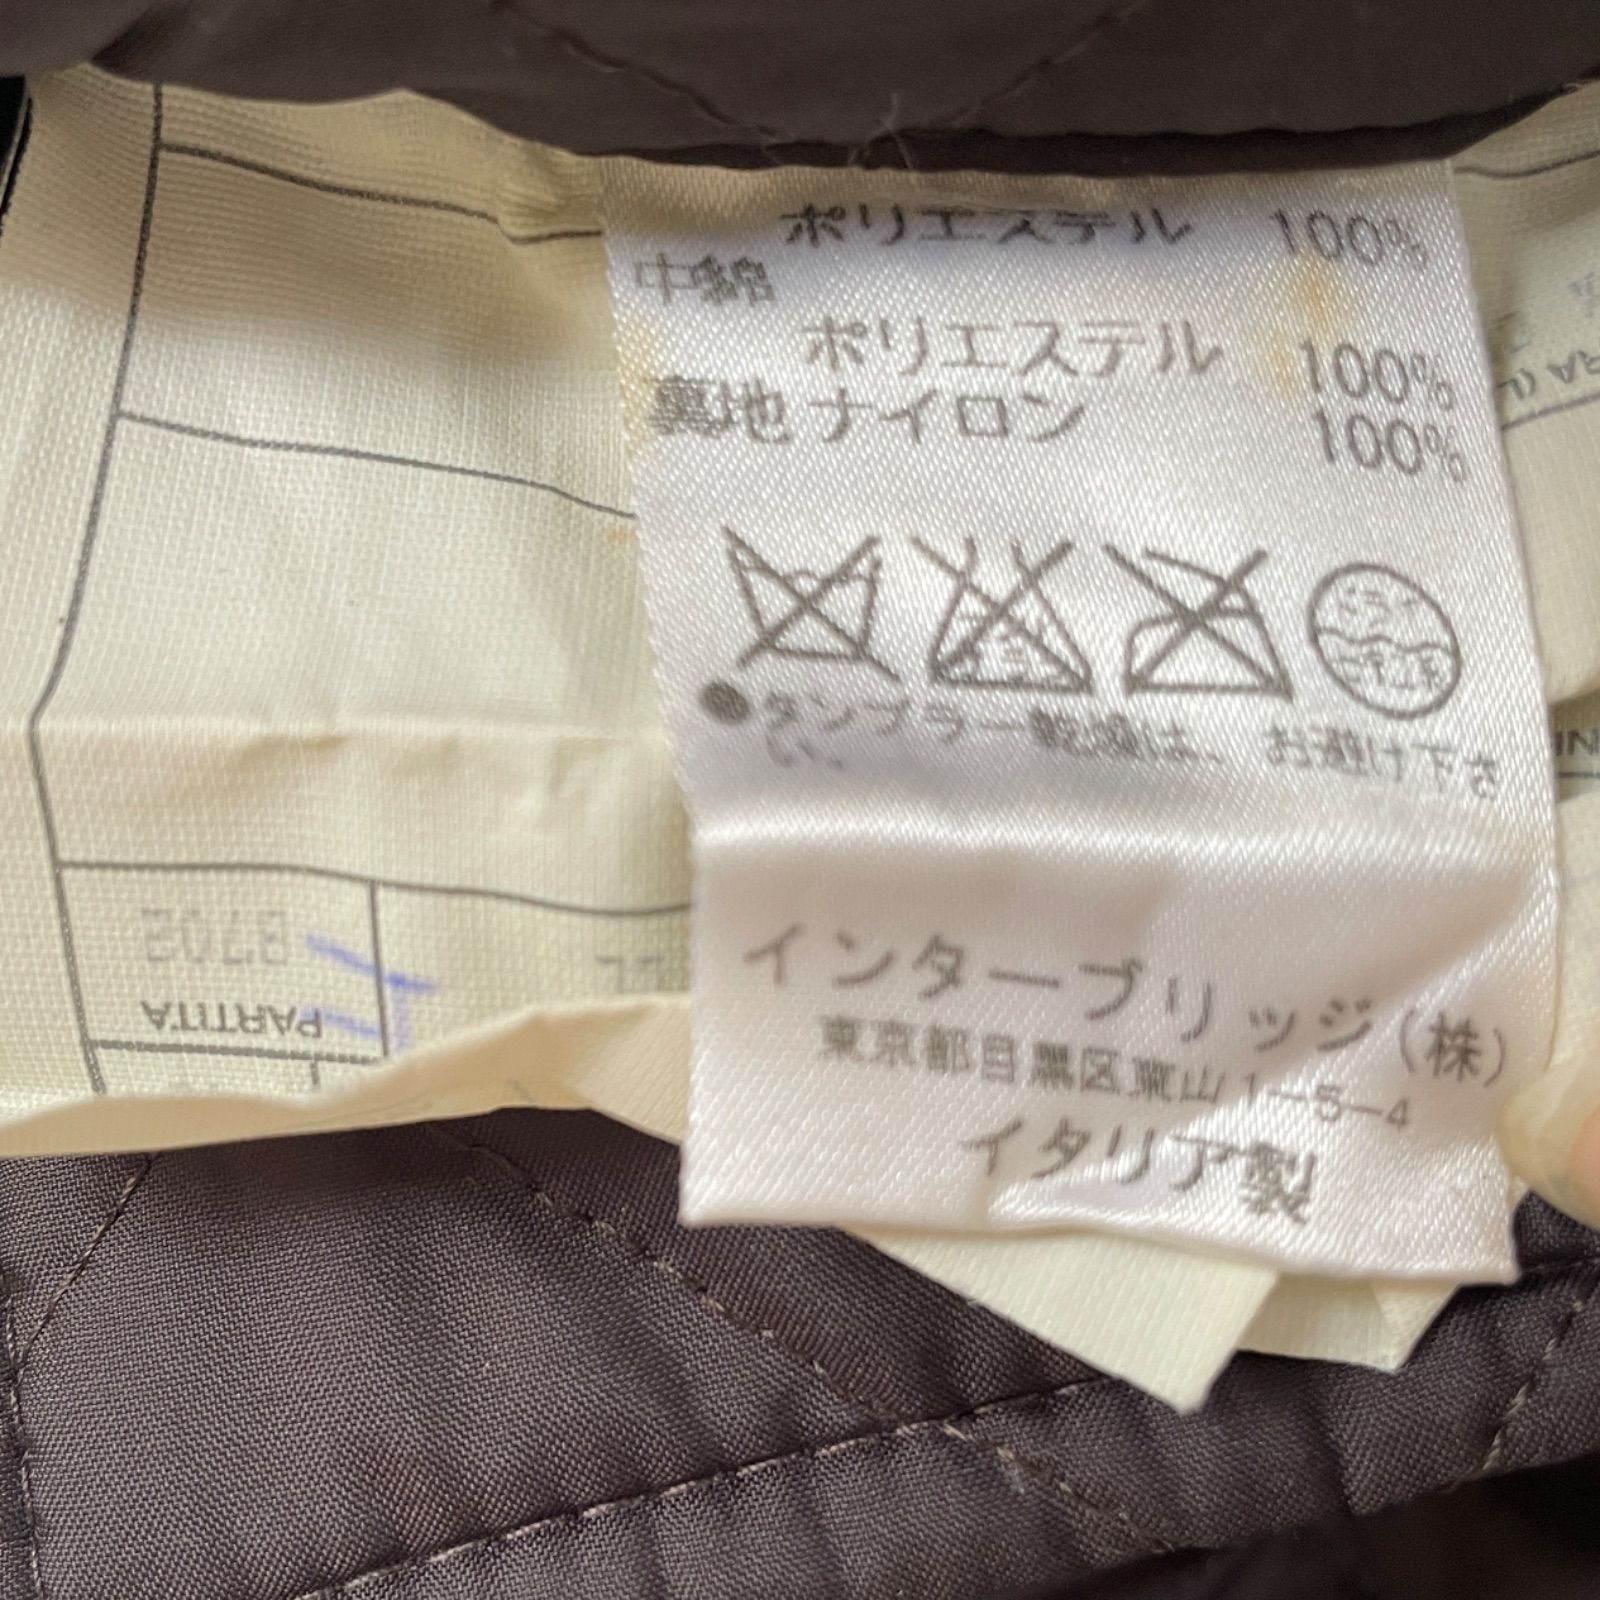 ポリエステル 100%
中綿
ポリエステル 100%
裏地 ナイロン 100%
ドライ
●タンブラー乾燥は、お避け下さ
い。
インターブリッジ(株)
東京都目黒区東山1-5-4
イタリア製
PARTITA